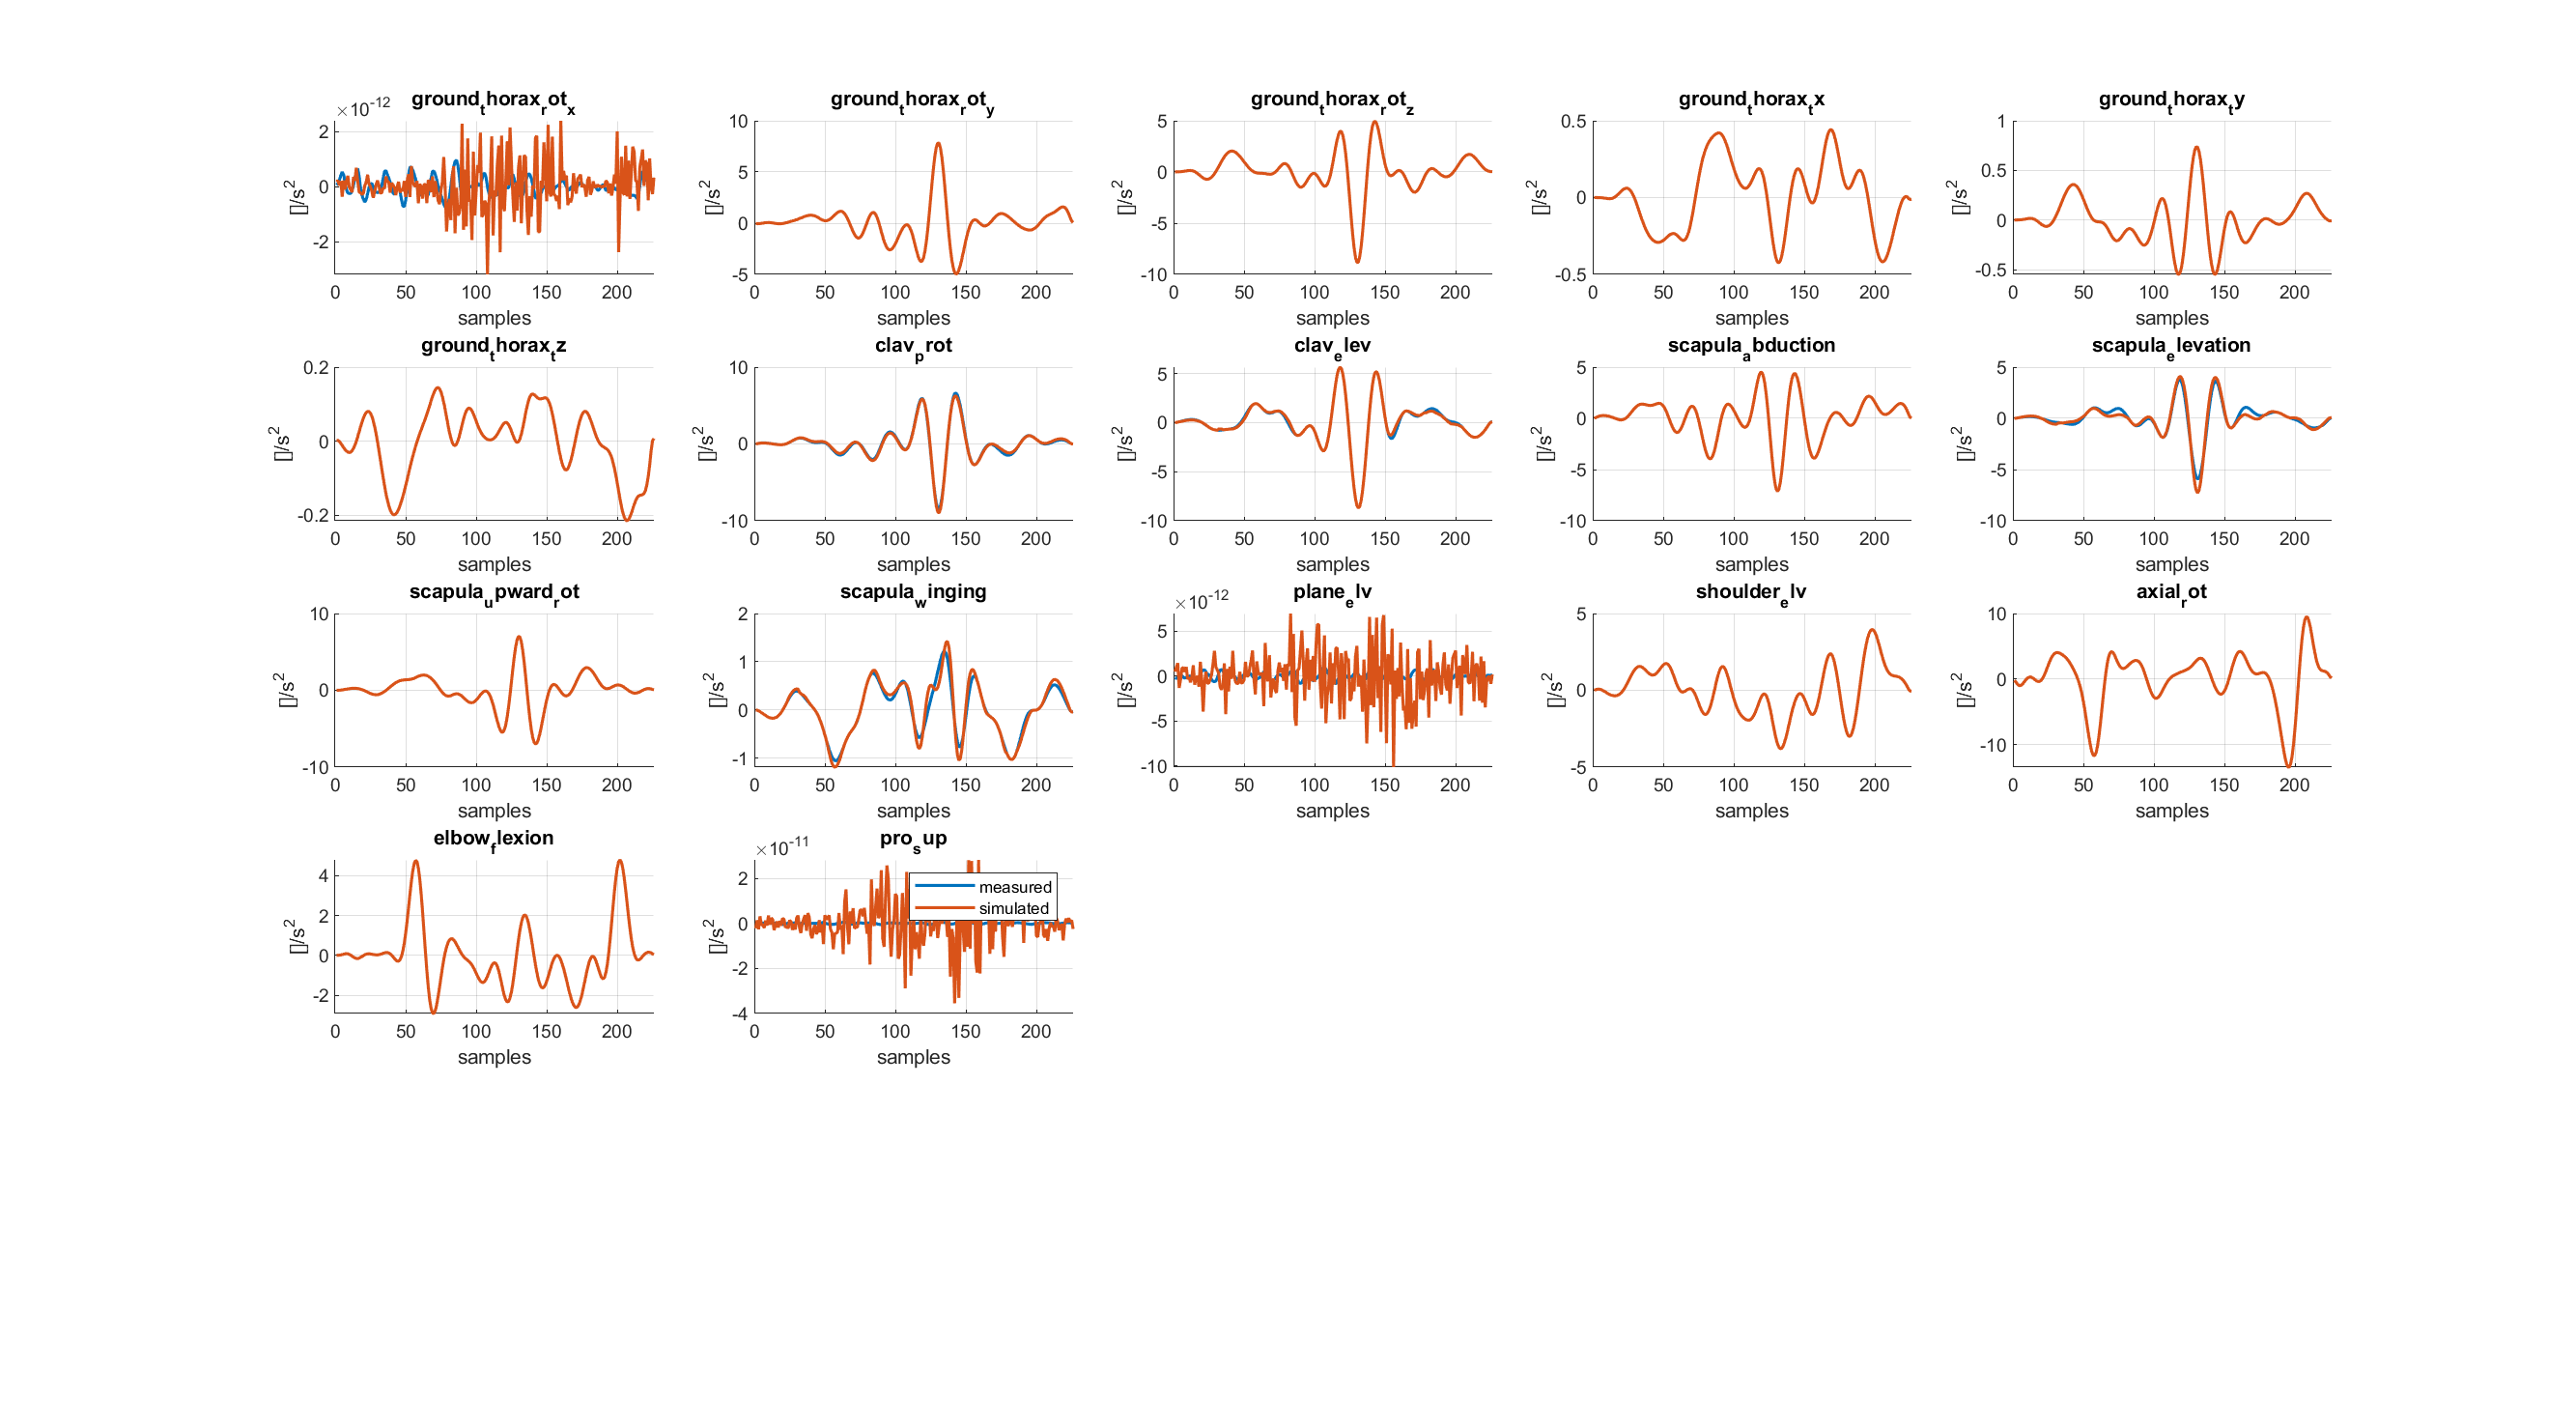 ground_thorax_rot_x
×10^-12
[]/s^2
2
0
-2
0 50 100 150 200
samples
ground_thorax_rot_y
[]/s^2
10
5
0
-5
0 50 100 150 200
samples
ground_thorax_rot_z
[]/s^2
5
0
-5
-10
0 50 100 150 200
samples
ground_thorax_tx
[]/s^2
0.5
0
-0.5
0 50 100 150 200
samples
ground_thorax_ty
[]/s^2
1
0.5
0
-0.5
0 50 100 150 200
samples
ground_thorax_tz
[]/s^2
0.2
0
-0.2
0 50 100 150 200
samples
clav_prot
[]/s^2
10
0
-10
0 50 100 150 200
samples
clav_elev
[]/s^2
5
0
-5
-10
0 50 100 150 200
samples
scapula_abduction
[]/s^2
5
0
-5
-10
0 50 100 150 200
samples
scapula_elevation
[]/s^2
5
0
-5
-10
0 50 100 150 200
samples
scapula_upward_rot
[]/s^2
10
0
-10
0 50 100 150 200
samples
scapula_winging
[]/s^2
2
1
0
-1
0 50 100 150 200
samples
plane_elv
×10^-12
[]/s^2
5
0
-5
-10
0 50 100 150 200
samples
shoulder_elv
[]/s^2
5
0
-5
0 50 100 150 200
samples
axial_rot
[]/s^2
10
0
-10
0 50 100 150 200
samples
elbow_flexion
[]/s^2
4
2
0
-2
0 50 100 150 200
samples
pro_sup
×10^-11
[]/s^2
2
0
-2
-4
0 50 100 150 200
samples
measured
simulated